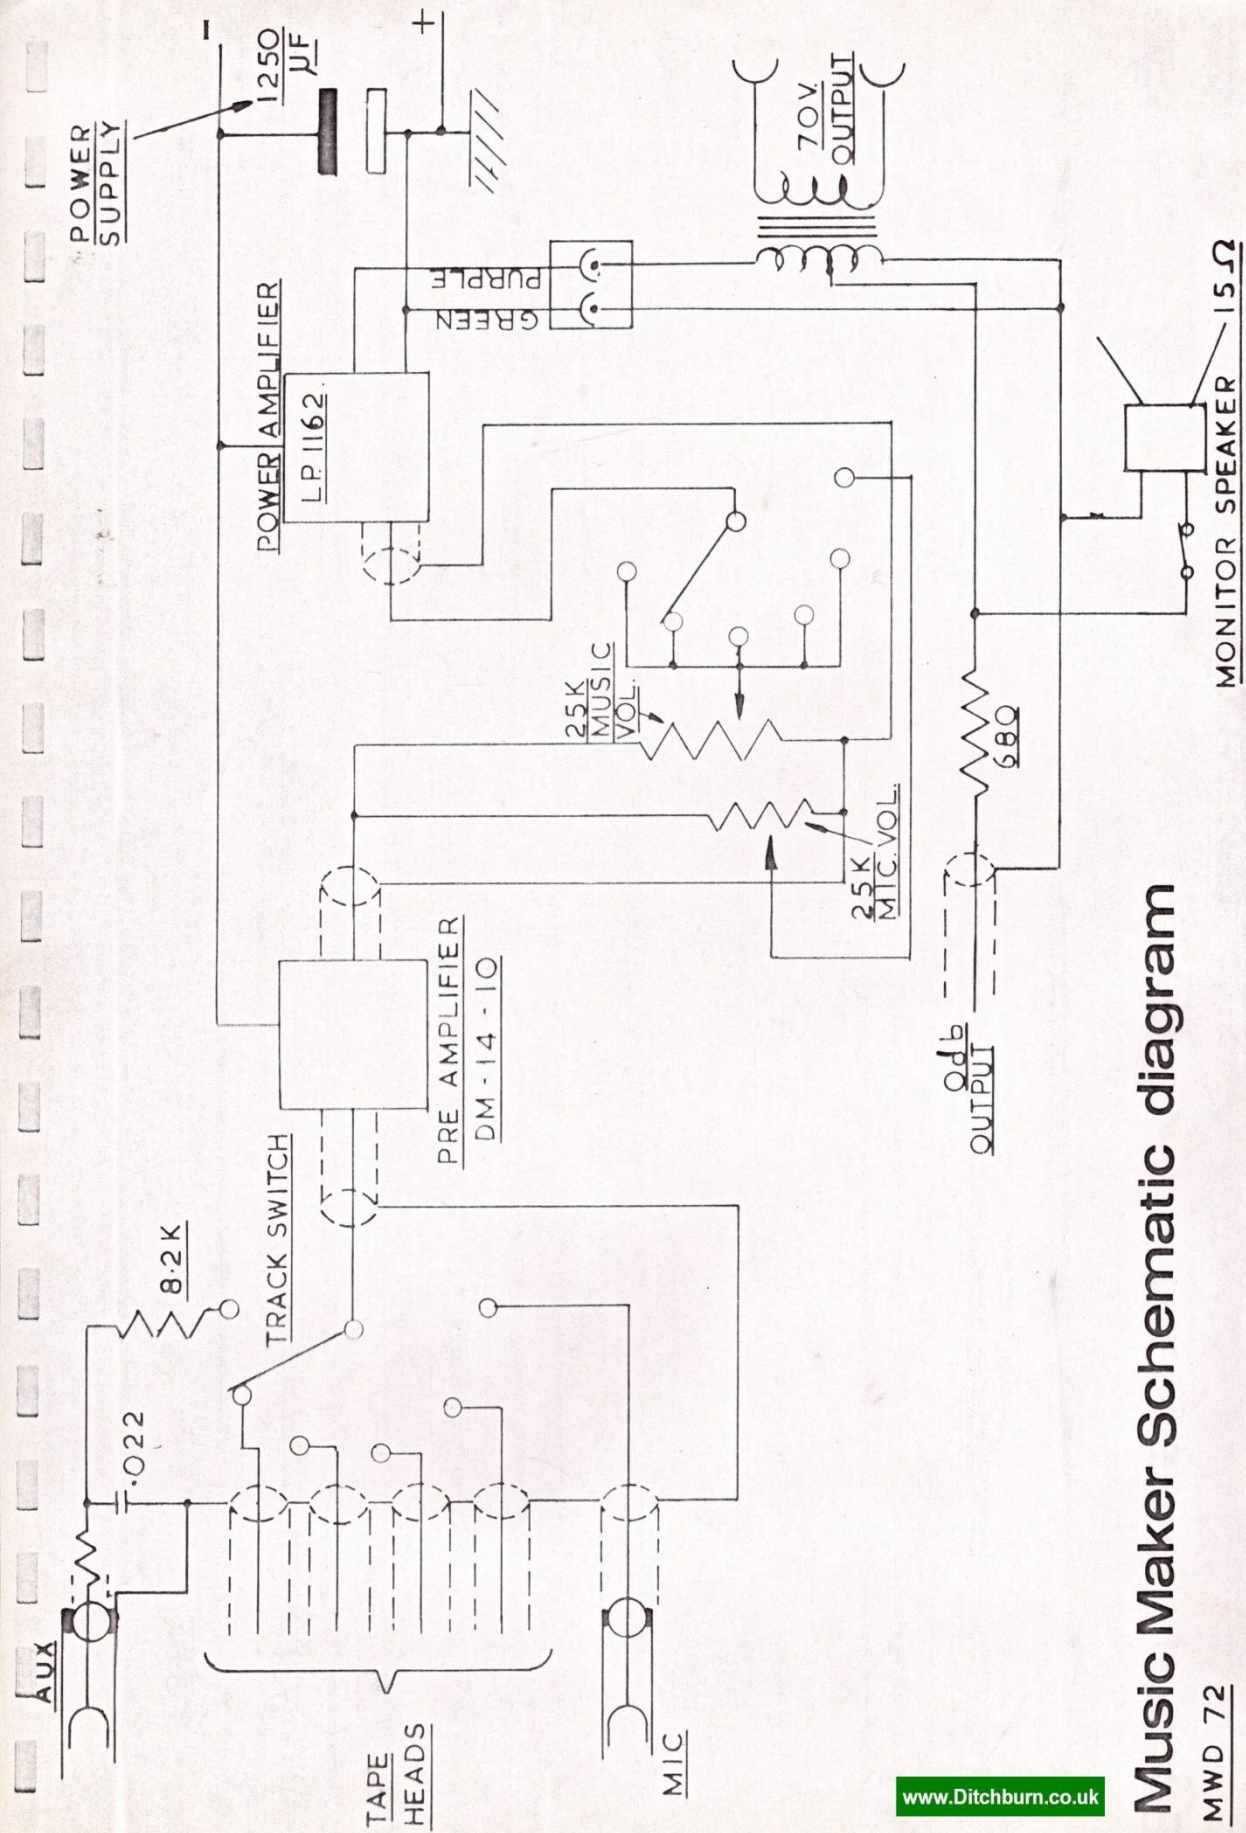 AUX
.022
8.2K
TAPE
HEADS
MIC
TRACK SWITCH
PRE AMPLIFIER
DM-14-10
POWER AMPLIFIER
L.P. 1162.
POWER
SUPPLY
1250
µF
-
+
GREEN
PURPLE
25K
MUSIC
VOL.
25K
MIC. VOL.
70V.
OUTPUT
0db
OUTPUT
680
MONITOR SPEAKER 15Ω
Music Maker Schematic diagram
MWD 72
www.Ditchburn.co.uk